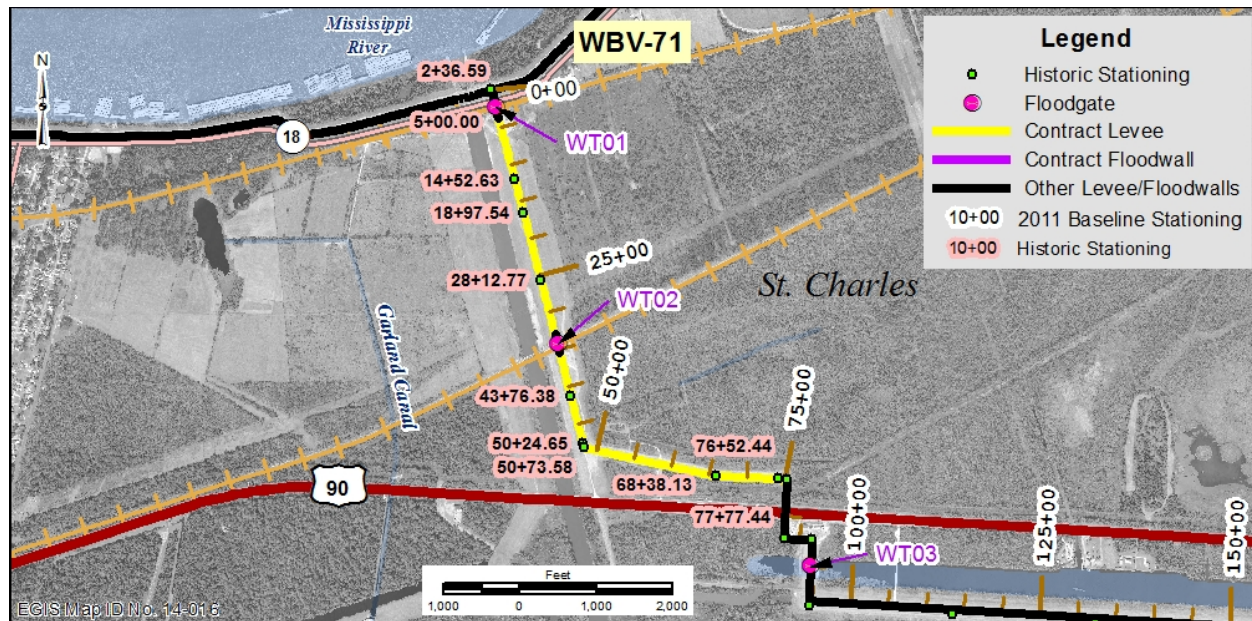 Mississippi
River
WBV-71
N
2+36.59
0+00
18
5+00.00
WT01
14+52.63
18+97.54
25+00
28+12.77
WT02
St. Charles
Garland Canal
43+76.38
50+00
75+00
50+24.65
50+73.58
76+52.44
68+38.13
90
77+77.44
100+00
125+00
150+00
WT03
Feet
1,000 0 1,000 2,000
EGIS Map ID No. 14-016
Legend
Historic Stationing
Floodgate
Contract Levee
Contract Floodwall
Other Levee/Floodwalls
10+00 2011 Baseline Stationing
10+00 Historic Stationing